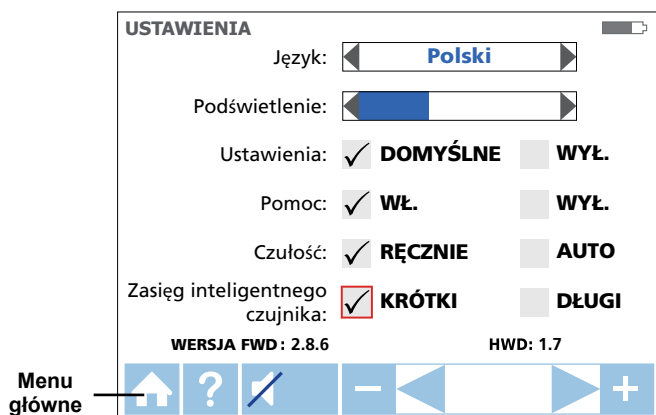 USTAWIENIA
Język: Polski
Podświetlenie:
Ustawienia: DOMYŚLNE WYŁ.
Pomoc: WŁ. WYŁ.
Czułość: RĘCZNIE AUTO
Zasięg inteligentnego
czujnika: KRÓTKI DŁUGI
WERSJA FWD : 2.8.6 HWD: 1.7
Menu
główne
? − +